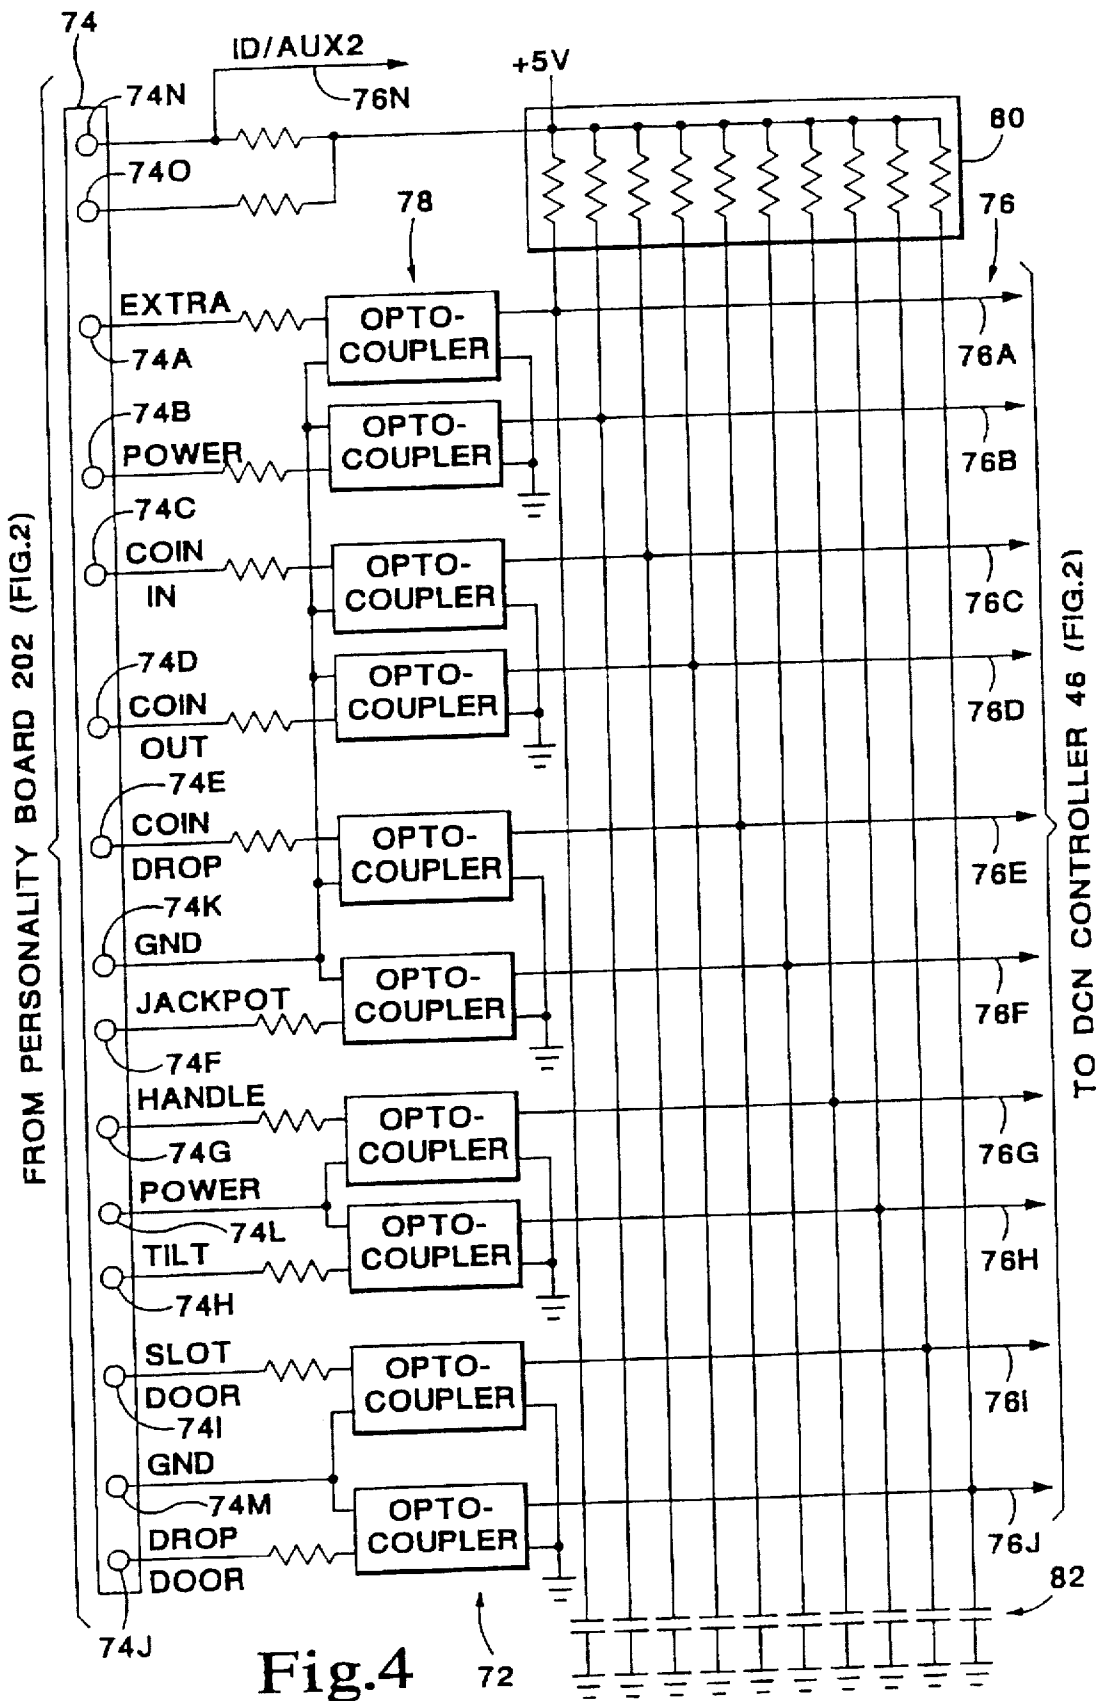 74
ID/AUX2
+5V
74N
76N
80
74O
78
76
EXTRA
OPTO-
COUPLER
74A
76A
74B
OPTO-
COUPLER
POWER
76B
74C
COIN
IN
OPTO-
COUPLER
76C
74D
OPTO-
COUPLER
COIN
OUT
76D
74E
COIN
DROP
OPTO-
COUPLER
76E
74K
GND
OPTO-
COUPLER
JACKPOT
76F
74F
HANDLE
OPTO-
COUPLER
74G
76G
POWER
74L
OPTO-
COUPLER
TILT
76H
74H
SLOT
DOOR
OPTO-
COUPLER
74I
76I
GND
74M
OPTO-
COUPLER
DROP
DOOR
76J
74J
82
72
FROM PERSONALITY BOARD 202 (FIG.2)
TO DCN CONTROLLER 46 (FIG.2)
Fig.4